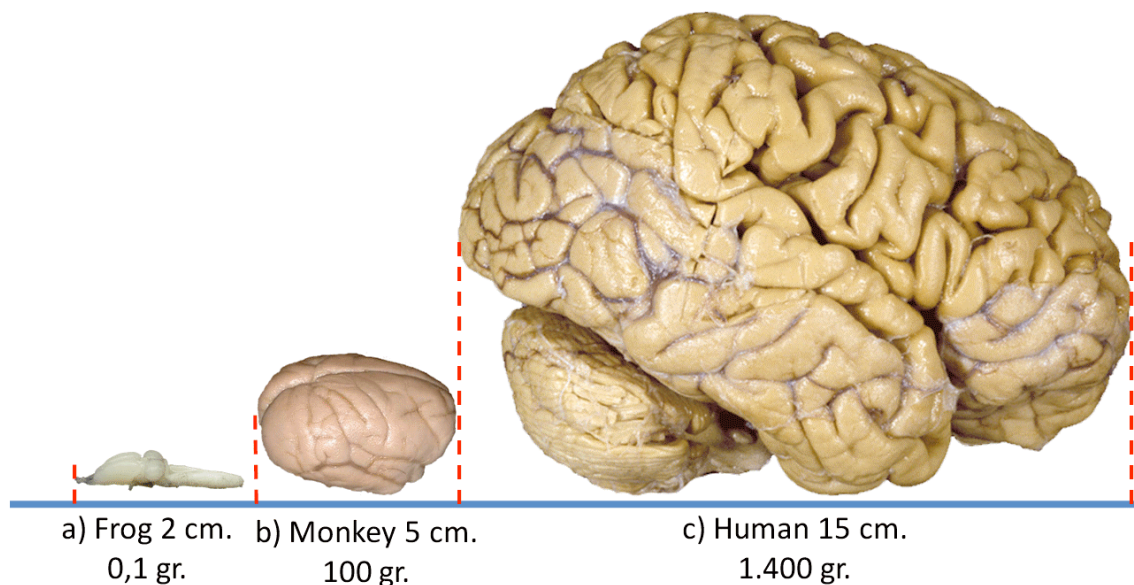 a) Frog 2 cm.
0,1 gr.
b) Monkey 5 cm.
100 gr.
c) Human 15 cm.
1.400 gr.